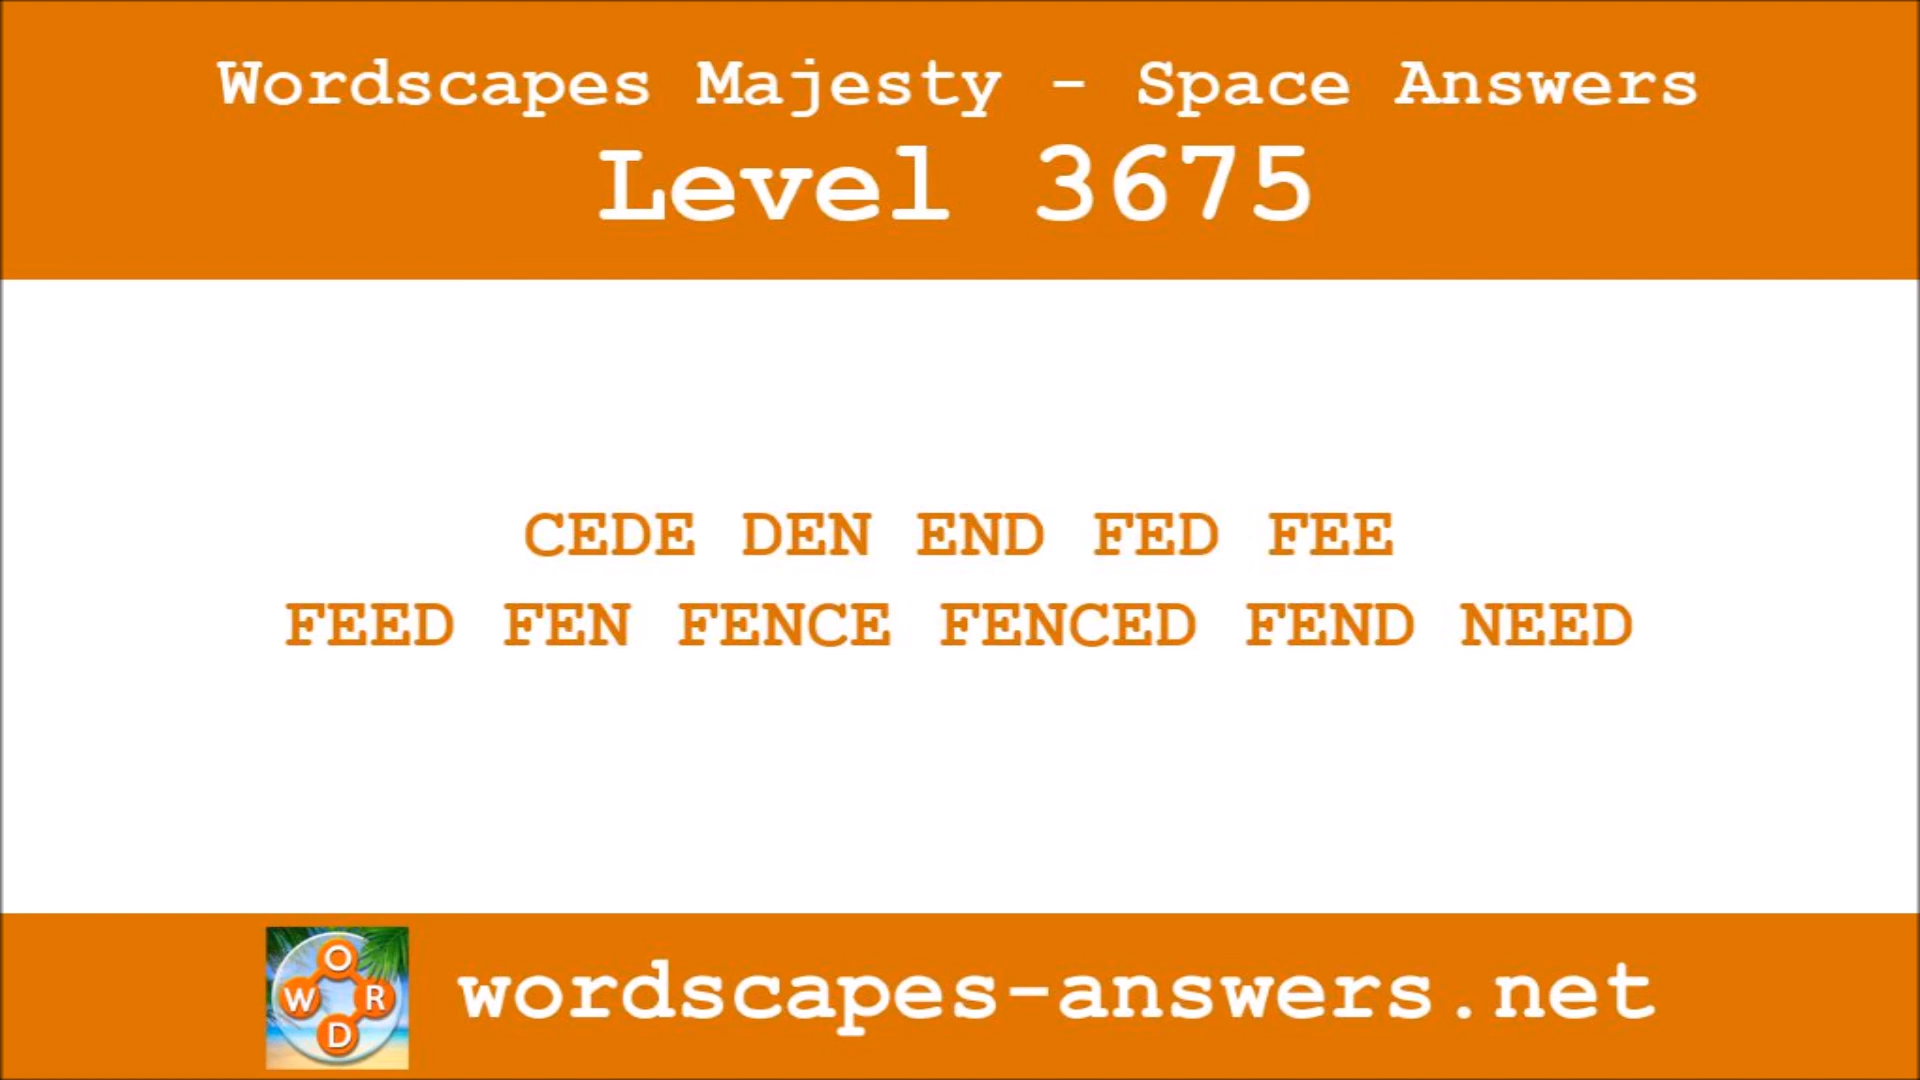 Wordscapes Majesty - Space Answers
Level 3675
CEDE DEN END FED FEE
FEED FEN FENCE FENCED FEND NEED
O
W R
D
wordscapes-answers.net